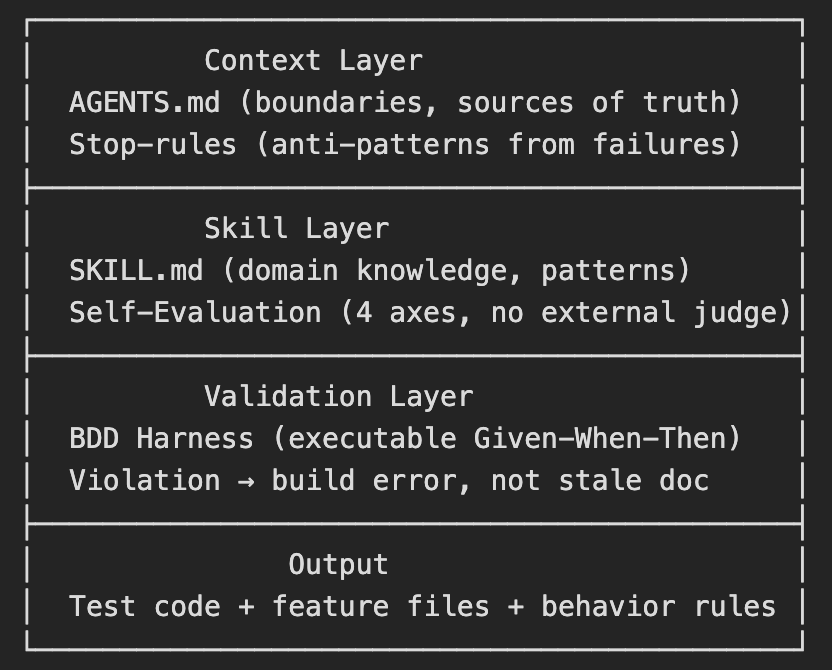 Context Layer
AGENTS.md (boundaries, sources of truth)
Stop-rules (anti-patterns from failures)
Skill Layer
SKILL.md (domain knowledge, patterns)
Self-Evaluation (4 axes, no external judge)
Validation Layer
BDD Harness (executable Given-When-Then)
Violation → build error, not stale doc
Output
Test code + feature files + behavior rules